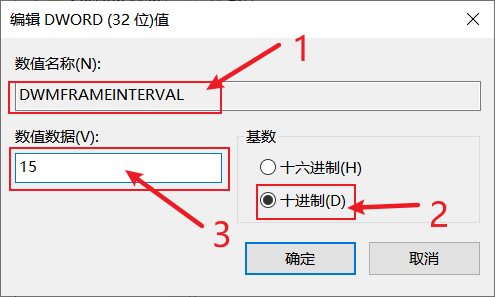 编辑 DWORD (32 位)值
1
数值名称(N):
DWMFRAMEINTERVAL
数值数据(V):
基数
15
十六进制(H)
十进制(D)
3
2
确定
取消